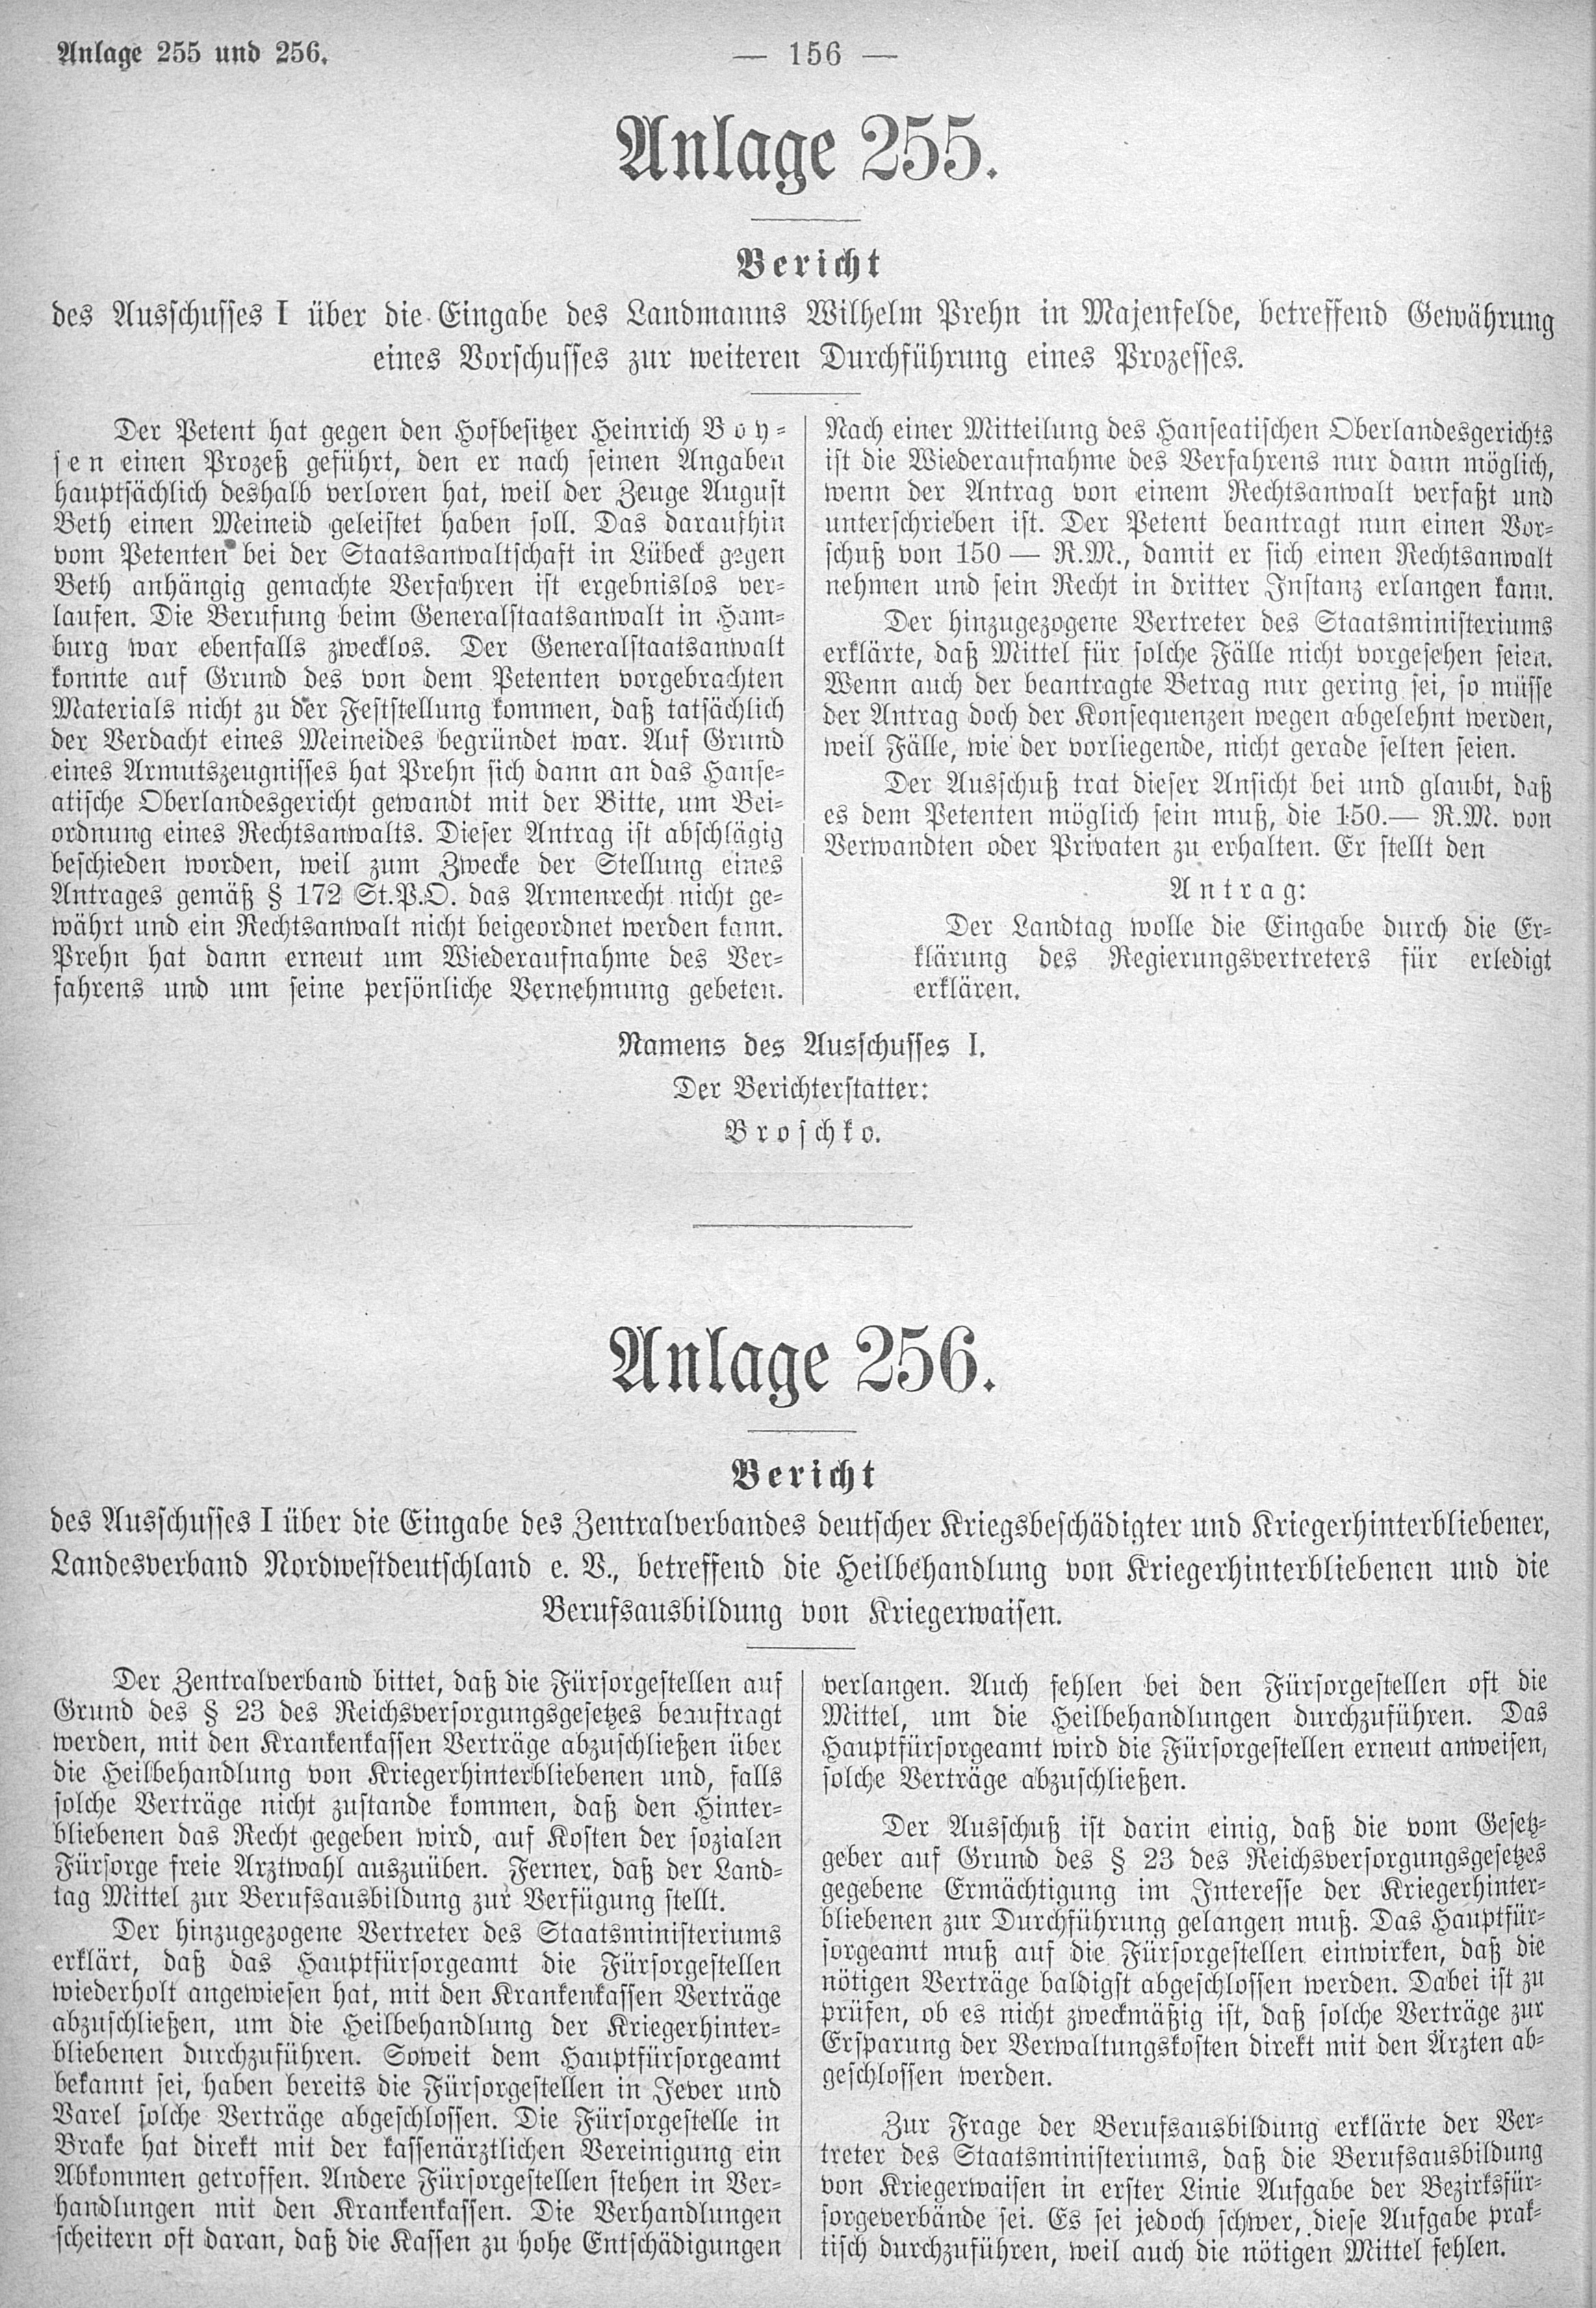 Anlage 255 und 256.
— 156 —
Anlage 255.
Bericht
des Ausschusses I über die Eingabe des Landmanns Wilhelm Prehn in Majenfelde, betreffend Gewährung
eines Vorschusses zur weiteren Durchführung eines Prozesses.
Der Petent hat gegen den Hofbesitzer Heinrich Boy-
sen einen Prozeß geführt, den er nach seinen Angaben
hauptsächlich deshalb verloren hat, weil der Zeuge August
Beth einen Meineid geleistet haben soll. Das daraufhin
vom Petenten bei der Staatsanwaltschaft in Lübeck gegen
Beth anhängig gemachte Verfahren ist ergebnislos ver-
laufen. Die Berufung beim Generalstaatsanwalt in Ham-
burg war ebenfalls zwecklos. Der Generalstaatsanwalt
konnte auf Grund des von dem Petenten vorgebrachten
Materials nicht zu der Feststellung kommen, daß tatsächlich
der Verdacht eines Meineides begründet war. Auf Grund
eines Armutszeugnisses hat Prehn sich dann an das Hanse-
atische Oberlandesgericht gewandt mit der Bitte, um Bei-
ordnung eines Rechtsanwalts. Dieser Antrag ist abschlägig
beschieden worden, weil zum Zwecke der Stellung eines
Antrages gemäß § 172 St.P.O. das Armenrecht nicht ge-
währt und ein Rechtsanwalt nicht beigeordnet werden kann.
Prehn hat dann erneut um Wiederaufnahme des Ver-
fahrens und um seine persönliche Vernehmung gebeten.
Nach einer Mitteilung des Hanseatischen Oberlandesgerichts
ist die Wiederaufnahme des Verfahrens nur dann möglich,
wenn der Antrag von einem Rechtsanwalt verfaßt und
unterschrieben ist. Der Petent beantragt nun einen Vor-
schuß von 150 — R.M., damit er sich einen Rechtsanwalt
nehmen und sein Recht in dritter Instanz erlangen kann.
Der hinzugezogene Vertreter des Staatsministeriums
erklärte, daß Mittel für solche Fälle nicht vorgesehen seien.
Wenn auch der beantragte Betrag nur gering sei, so müsse
der Antrag doch der Konsequenzen wegen abgelehnt werden,
weil Fälle, wie der vorliegende, nicht gerade selten seien.
Der Ausschuß trat dieser Ansicht bei und glaubt, daß
es dem Petenten möglich sein muß, die 150.— R.M. von
Verwandten oder Privaten zu erhalten. Er stellt den
Antrag:
Der Landtag wolle die Eingabe durch die Er-
klärung des Regierungsvertreters für erledigt
erklären.
Namens des Ausschusses I.
Der Berichterstatter:
Broschko.
Anlage 256.
Bericht
des Ausschusses I über die Eingabe des Zentralverbandes deutscher Kriegsbeschädigter und Kriegerhinterbliebener,
Landesverband Nordwestdeutschland e. V., betreffend die Heilbehandlung von Kriegerhinterbliebenen und die
Berufsausbildung von Kriegerwaisen.
Der Zentralverband bittet, daß die Fürsorgestellen auf
Grund des § 23 des Reichsversorgungsgesetzes beauftragt
werden, mit den Krankenkassen Verträge abzuschließen über
die Heilbehandlung von Kriegerhinterbliebenen und, falls
solche Verträge nicht zustande kommen, daß den Hinter-
bliebenen das Recht gegeben wird, auf Kosten der sozialen
Fürsorge freie Arztwahl auszuüben. Ferner, daß der Land-
tag Mittel zur Berufsausbildung zur Verfügung stellt.
Der hinzugezogene Vertreter des Staatsministeriums
erklärt, daß das Hauptfürsorgeamt die Fürsorgestellen
wiederholt angewiesen hat, mit den Krankenkassen Verträge
abzuschließen, um die Heilbehandlung der Kriegerhinter-
bliebenen durchzuführen. Soweit dem Hauptfürsorgeamt
bekannt sei, haben bereits die Fürsorgestellen in Jever und
Varel solche Verträge abgeschlossen. Die Fürsorgestelle in
Brake hat direkt mit der kassenärztlichen Vereinigung ein
Abkommen getroffen. Andere Fürsorgestellen stehen in Ver-
handlungen mit den Krankenkassen. Die Verhandlungen
scheitern oft daran, daß die Kassen zu hohe Entschädigungen
verlangen. Auch fehlen bei den Fürsorgestellen oft die
Mittel, um die Heilbehandlungen durchzuführen. Das
Hauptfürsorgeamt wird die Fürsorgestellen erneut anweisen,
solche Verträge abzuschließen.
Der Ausschuß ist darin einig, daß die vom Gesetz-
geber auf Grund des § 23 des Reichsversorgungsgesetzes
gegebene Ermächtigung im Interesse der Kriegerhinter-
bliebenen zur Durchführung gelangen muß. Das Hauptfür-
sorgeamt muß auf die Fürsorgestellen einwirken, daß die
nötigen Verträge baldigst abgeschlossen werden. Dabei ist zu
prüfen, ob es nicht zweckmäßig ist, daß solche Verträge zur
Ersparung der Verwaltungskosten direkt mit den Ärzten ab-
geschlossen werden.
Zur Frage der Berufsausbildung erklärte der Ver-
treter des Staatsministeriums, daß die Berufsausbildung
von Kriegerwaisen in erster Linie Aufgabe der Bezirksfür-
sorgeverbände sei. Es sei jedoch schwer, diese Aufgabe prak-
tisch durchzuführen, weil auch die nötigen Mittel fehlen.